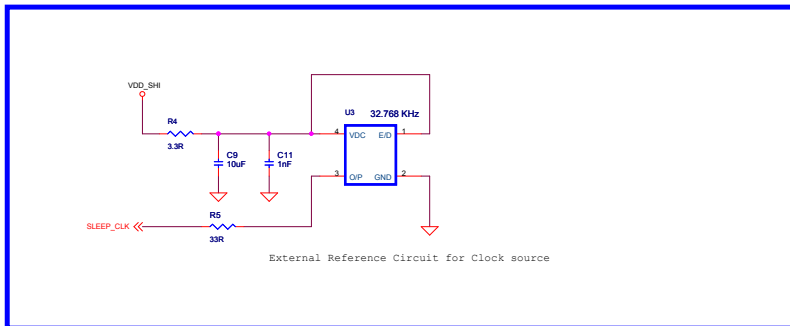 VDD_SHI
R4
3.3R
C9
10uF
C11
1nF
U3 32.768 KHz
4 VDC E/D 1
3 O/P GND 2
SLEEP_CLK
R5
33R
External Reference Circuit for Clock source